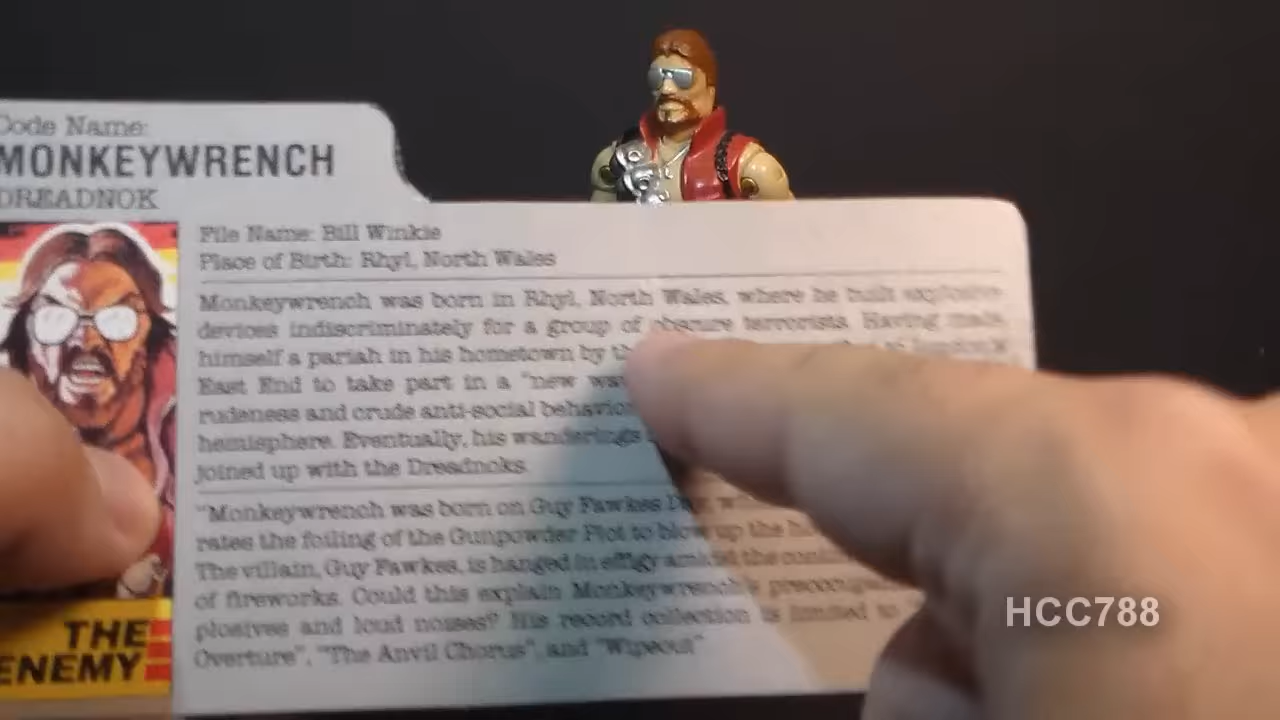 Code Name:
MONKEYWRENCH
DREADNOK
File Name: Bill Winkie
Place of Birth: Rhyl, North Wales
Monkeywrench was born in Rhyl, North Wales, where he built explosive
devices indiscriminately for a group of obscure terrorists. Having made
himself a pariah in his hometown by
East End to take part in a "new
rudeness and crude anti-social
hemisphere. Eventually, his wanderings
joined up with the Dreadnoks.
"Monkeywrench was born on Guy Fawkes Day,
rates the foiling of the Gunpowder Plot to blow up the
The villain, Guy Fawkes, is hanged in effigy amidst the
of fireworks. Could this explain Monkeywrench's
plosives and loud noises? His record collection is limited to
Overture", "The Anvil Chorus", and "Wipeout"
THE
ENEMY
HCC788